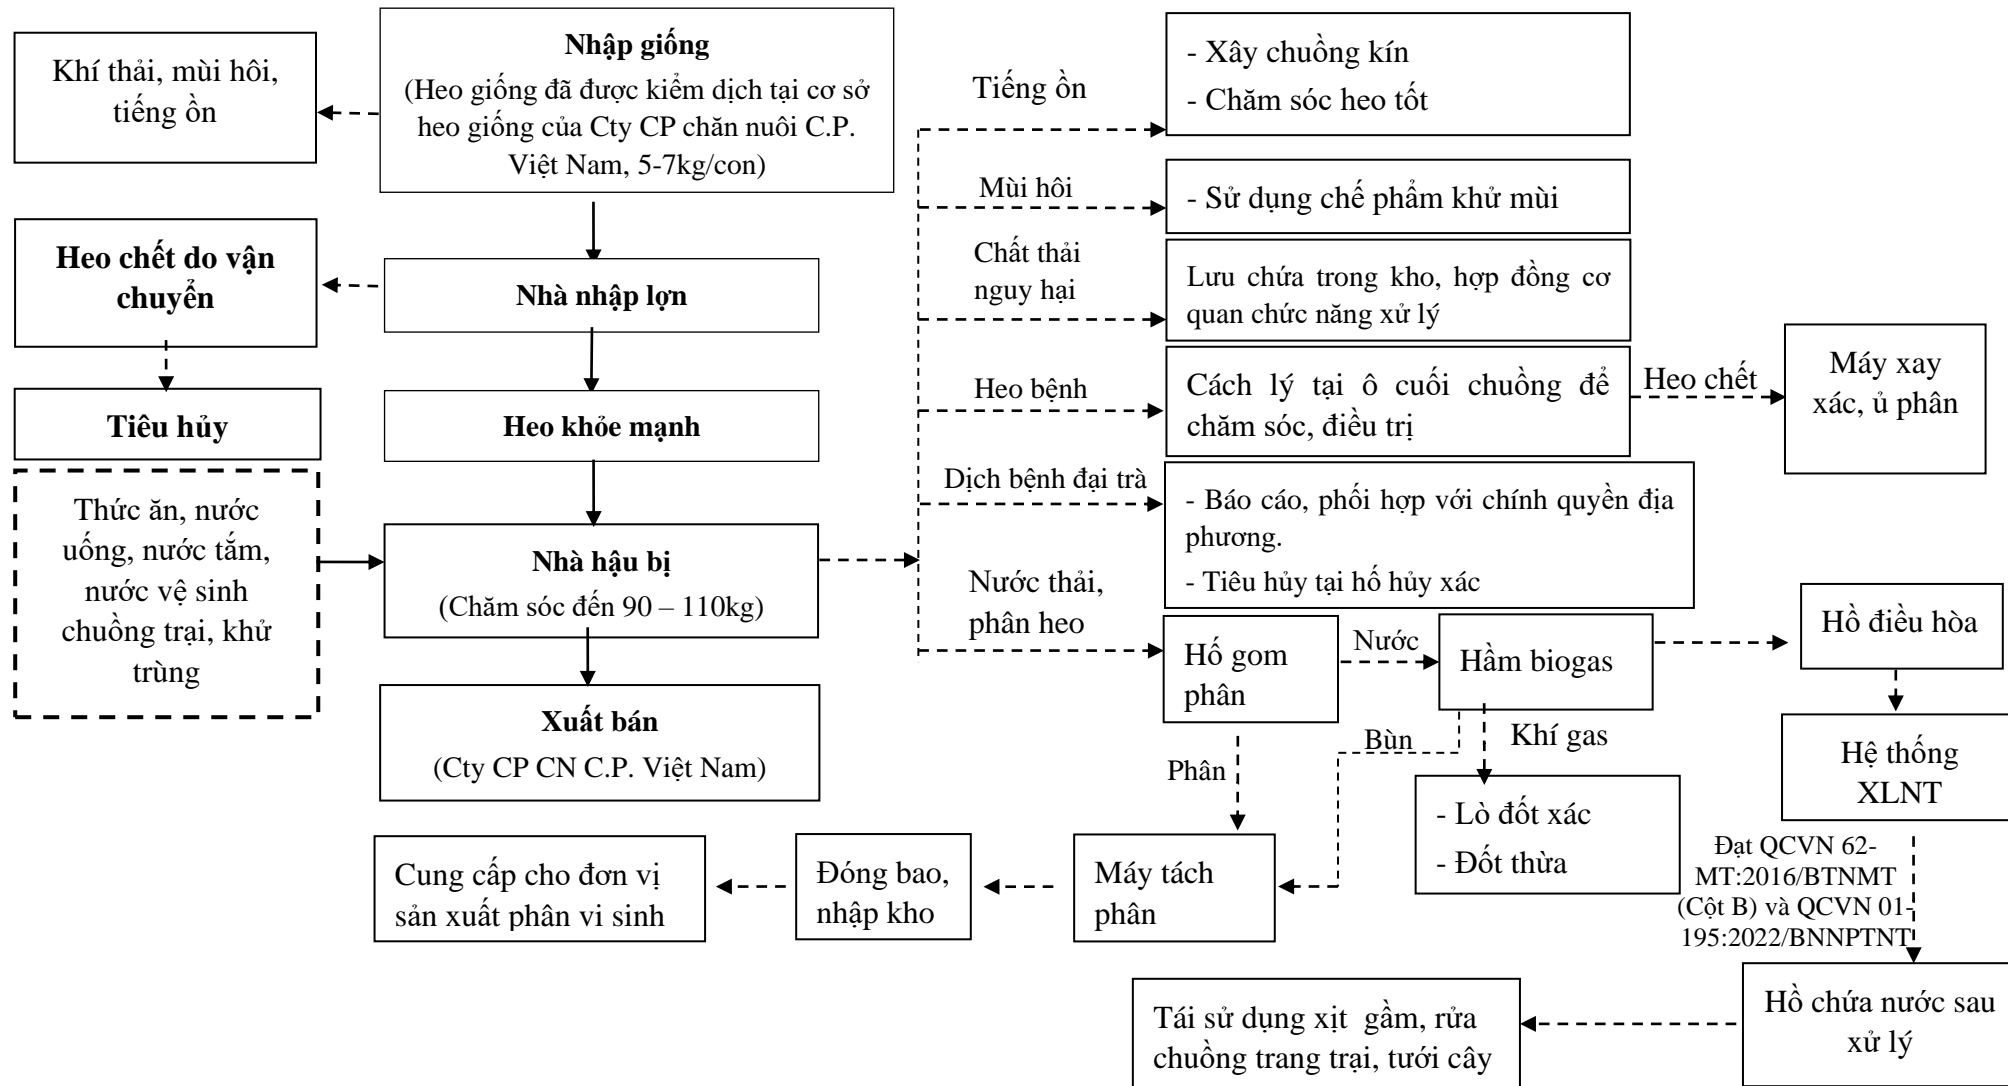 Khí thải, mùi hôi,
tiếng ồn
Nhập giống
(Heo giống đã được kiểm dịch tại cơ sở
heo giống của Cty CP chăn nuôi C.P.
Việt Nam, 5-7kg/con)
Heo chết do vận
chuyển
Nhà nhập lợn
Tiêu hủy
Heo khỏe mạnh
Thức ăn, nước
uống, nước tắm,
nước vệ sinh
chuồng trại, khử
trùng
Nhà hậu bị
(Chăm sóc đến 90 – 110kg)
Xuất bán
(Cty CP CN C.P. Việt Nam)
Tiếng ồn
- Xây chuồng kín
- Chăm sóc heo tốt
Mùi hôi
- Sử dụng chế phẩm khử mùi
Chất thải
nguy hại
Lưu chứa trong kho, hợp đồng cơ
quan chức năng xử lý
Heo bệnh
Cách lý tại ô cuối chuồng để
chăm sóc, điều trị
Heo chết
Máy xay
xác, ủ phân
Dịch bệnh đại trà
- Báo cáo, phối hợp với chính quyền địa
phương.
- Tiêu hủy tại hố hủy xác
Nước thải,
phân heo
Hố gom
phân
Nước
Hầm biogas
Hồ điều hòa
Bùn
Khí gas
Phân
- Lò đốt xác
- Đốt thừa
Hệ thống
XLNT
Đạt QCVN 62-
MT:2016/BTNMT
(Cột B) và QCVN 01-
195:2022/BNNPTNT
Máy tách
phân
Đóng bao,
nhập kho
Cung cấp cho đơn vị
sản xuất phân vi sinh
Hồ chứa nước sau
xử lý
Tái sử dụng xịt gầm, rửa
chuồng trang trại, tưới cây